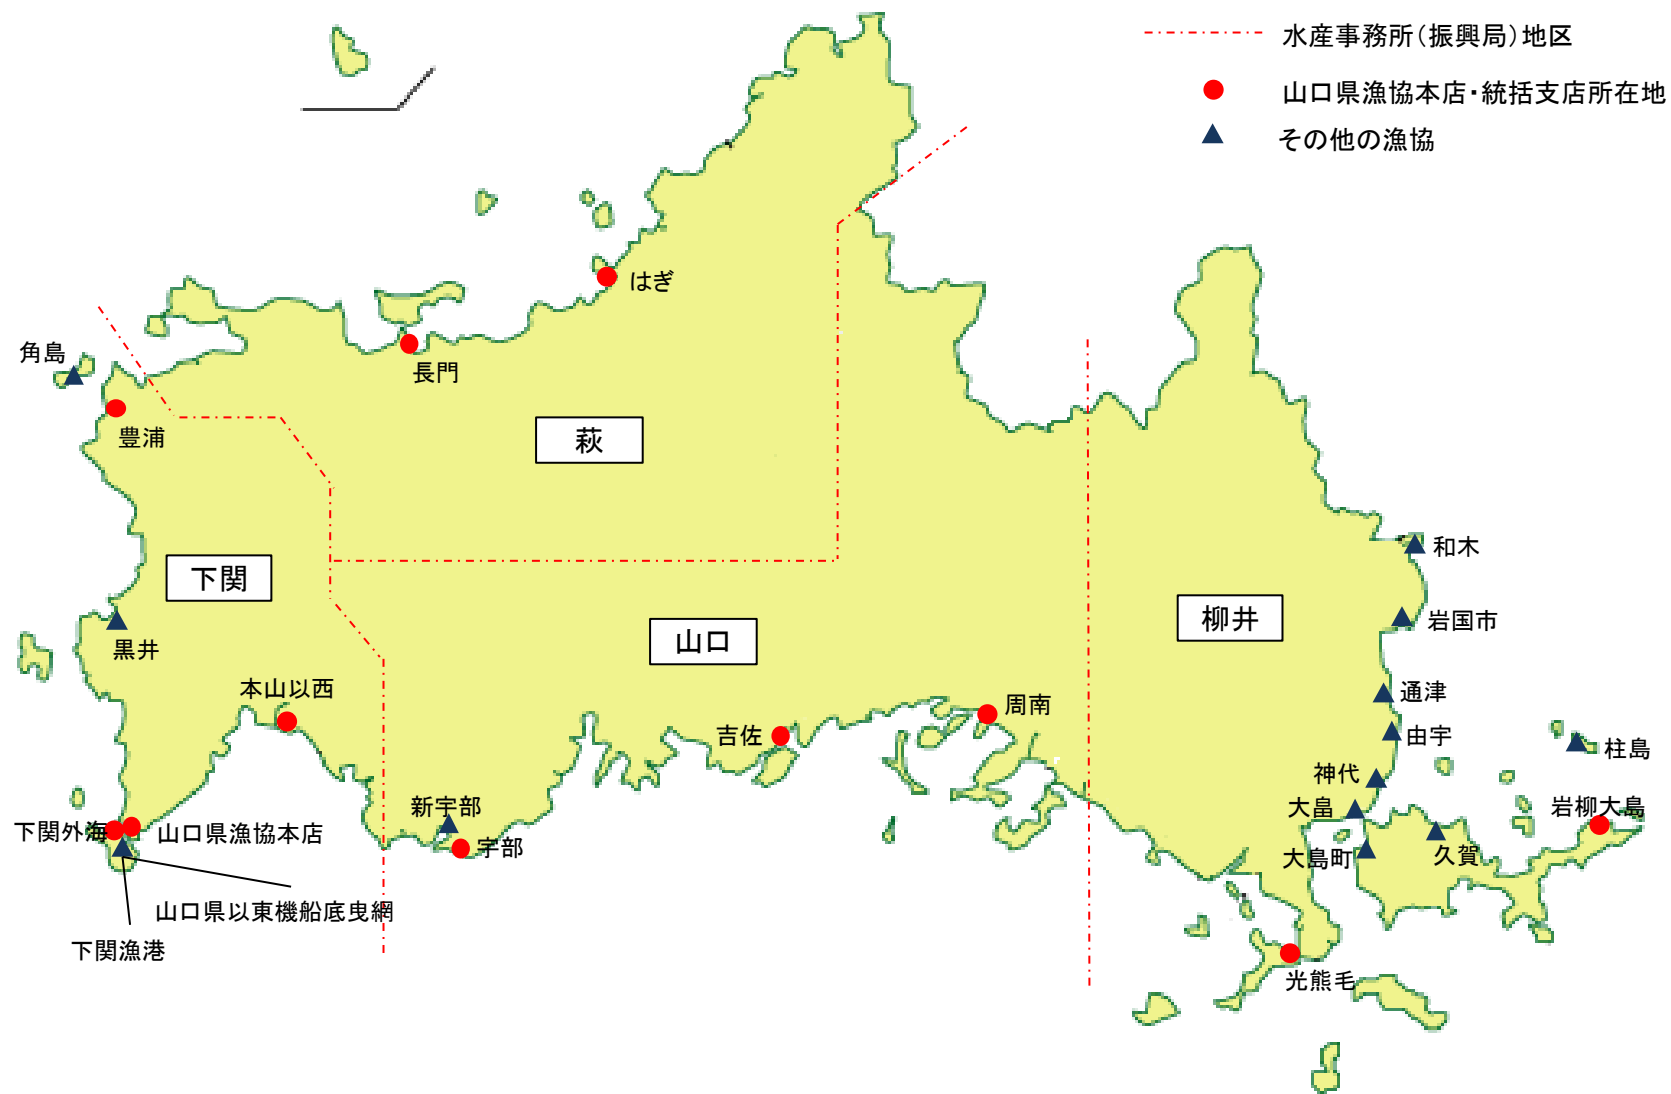 水産事務所（振興局）地区
山口県漁協本店・統括支店所在地
その他の漁協
はぎ
角島
長門
豊浦
萩
和木
下関
柳井
岩国市
山口
黒井
本山以西
通津
周南
吉佐
由宇
柱島
神代
新宇部
大畠
岩柳大島
下関外海
山口県漁協本店
宇部
大島町
久賀
山口県以東機船底曳網
下関漁港
光熊毛